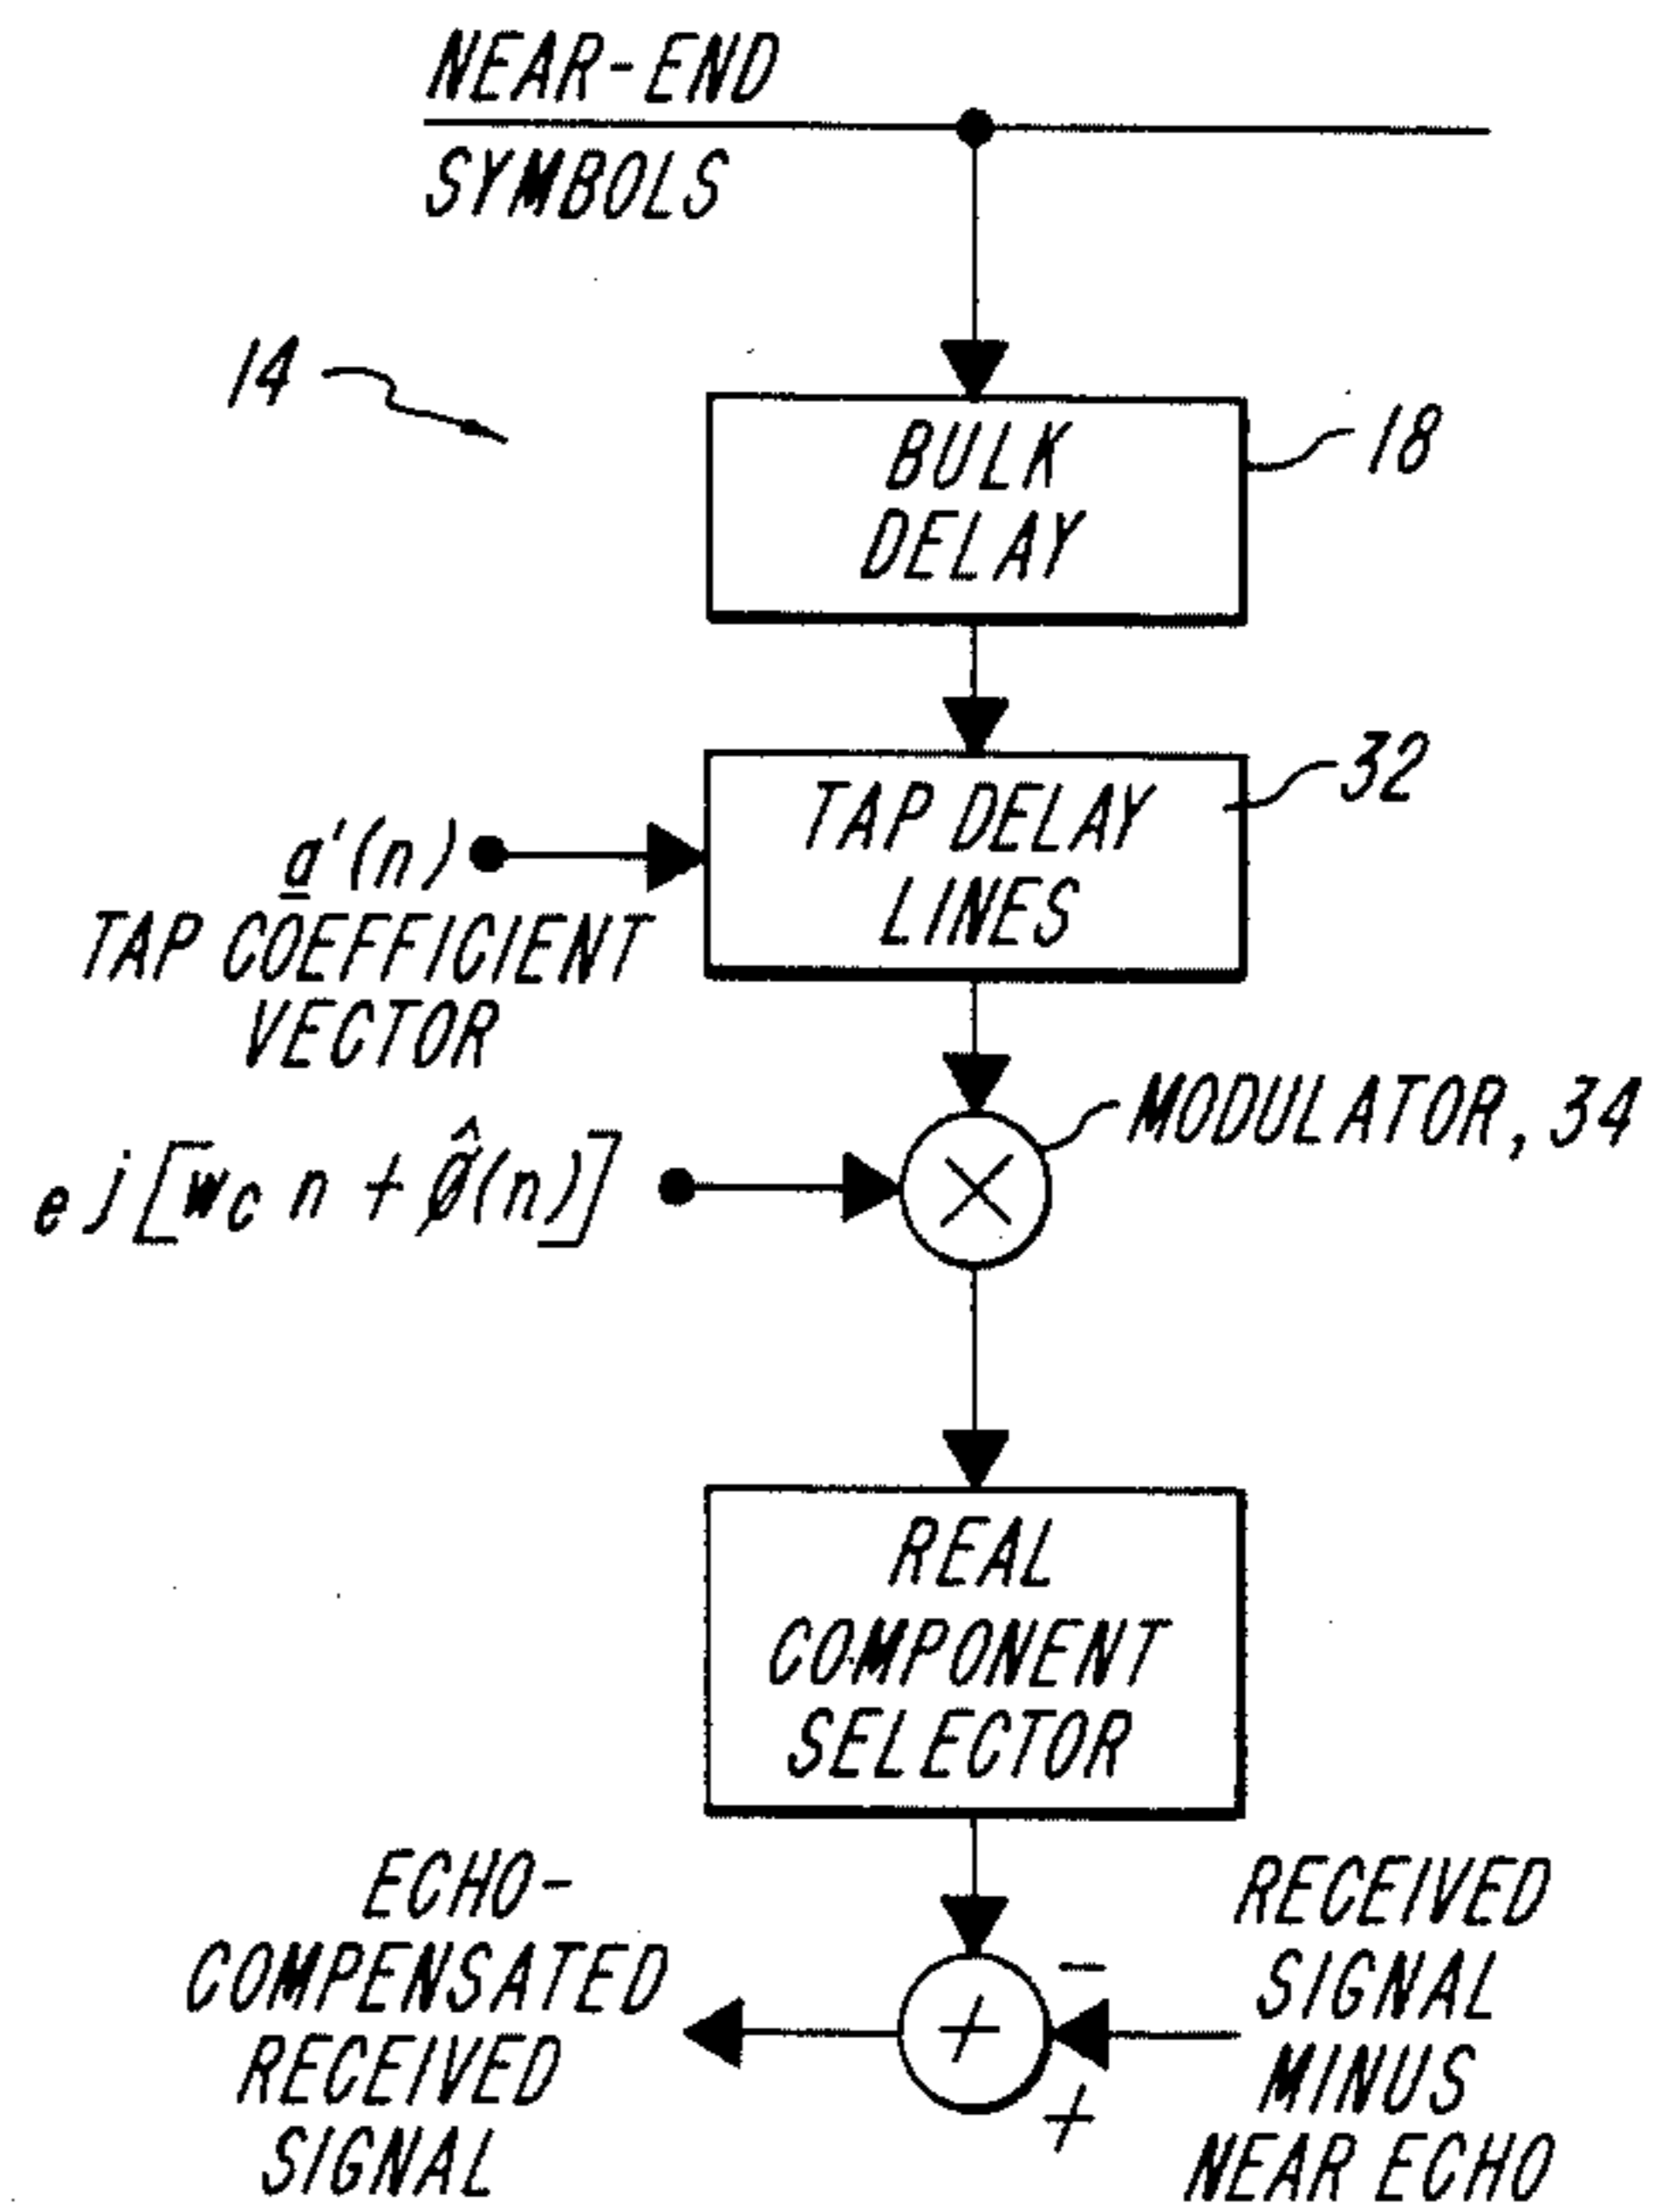 NEAR-END
SYMBOLS
14
BULK
DELAY
18
TAP DELAY
LINES
32
a'(n)
TAP COEFFICIENT
VECTOR
MODULATOR, 34
e j[wc n + φ̂(n)]
REAL
COMPONENT
SELECTOR
ECHO-
COMPENSATED
RECEIVED
SIGNAL
-
+
+
RECEIVED
SIGNAL
MINUS
NEAR ECHO